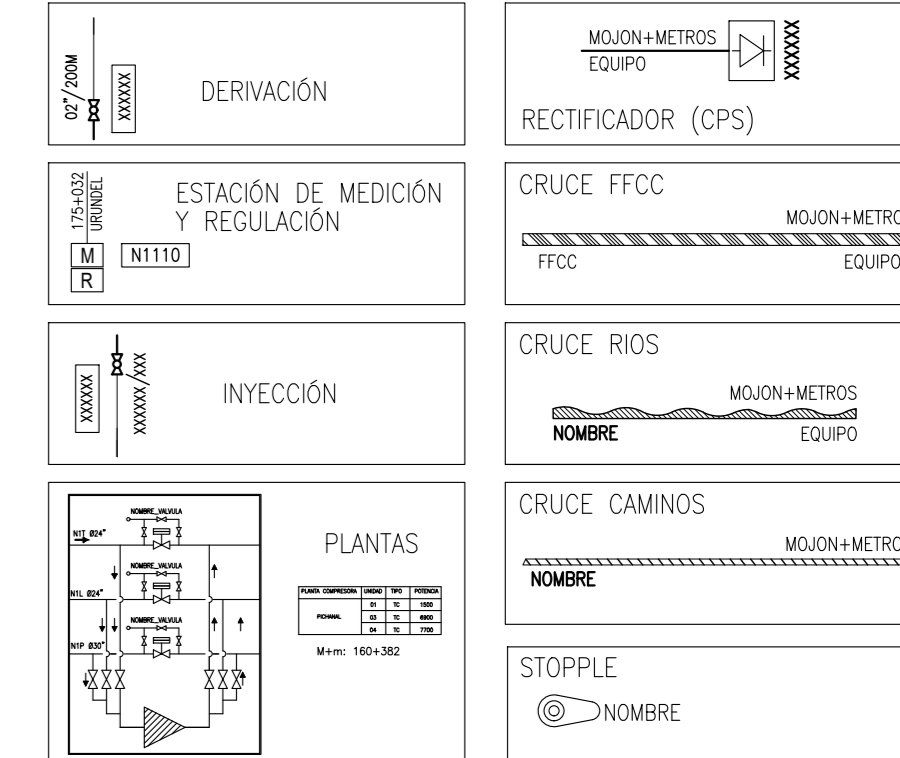 02"/200M
XXXXXX
DERIVACIÓN
175+032
URUNDEL
M
R
N1110
ESTACIÓN DE MEDICIÓN
Y REGULACIÓN
XXXXXX
XXXXXX/XXX
INYECCIÓN
NOMBRE_VALVULA
N1T Ø24"
NOMBRE_VALVULA
N1L Ø24"
NOMBRE_VALVULA
N1P Ø30"
PLANTAS
PLANTA COMPRESORA UNIDAD TIPO POTENCIA
PICHANAL
01 TC 1500
03 TC 6900
04 TC 7700
M+m: 160+382
MOJON+METROS
EQUIPO
XXXXXX
RECTIFICADOR (CPS)
CRUCE FFCC
MOJON+METRO
FFCC
EQUIPO
CRUCE RIOS
MOJON+METROS
NOMBRE
EQUIPO
CRUCE CAMINOS
MOJON+METRO
NOMBRE
STOPPLE
NOMBRE